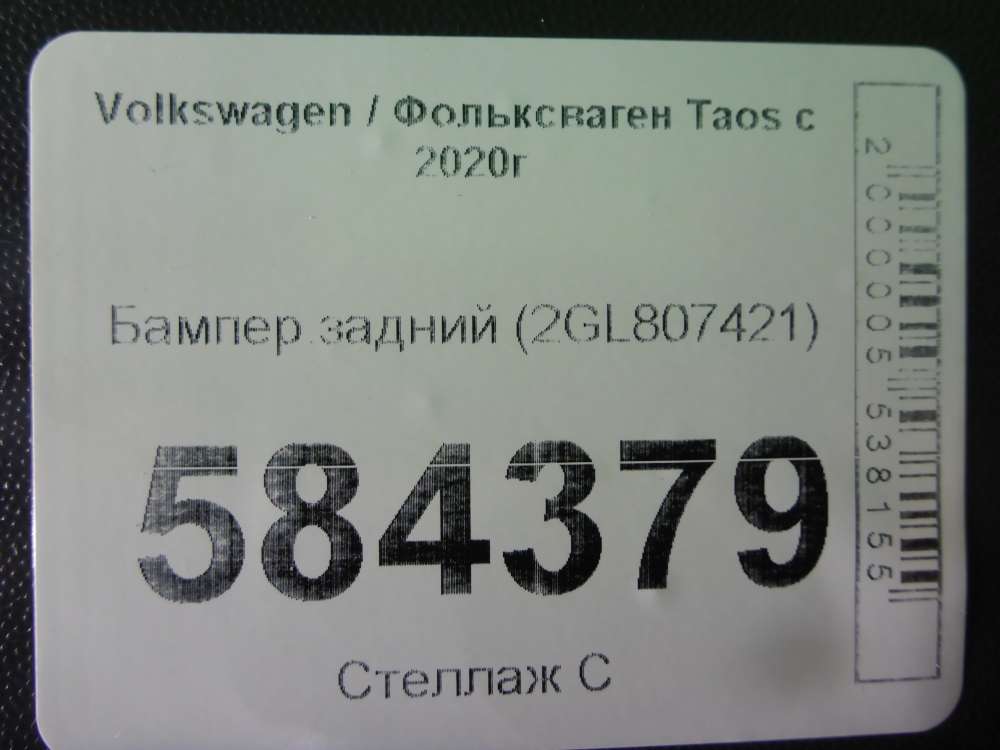 Volkswagen / Фольксваген Taos с
2020г
Бампер задний (2GL807421)
584379
Стеллаж С
2000005538155